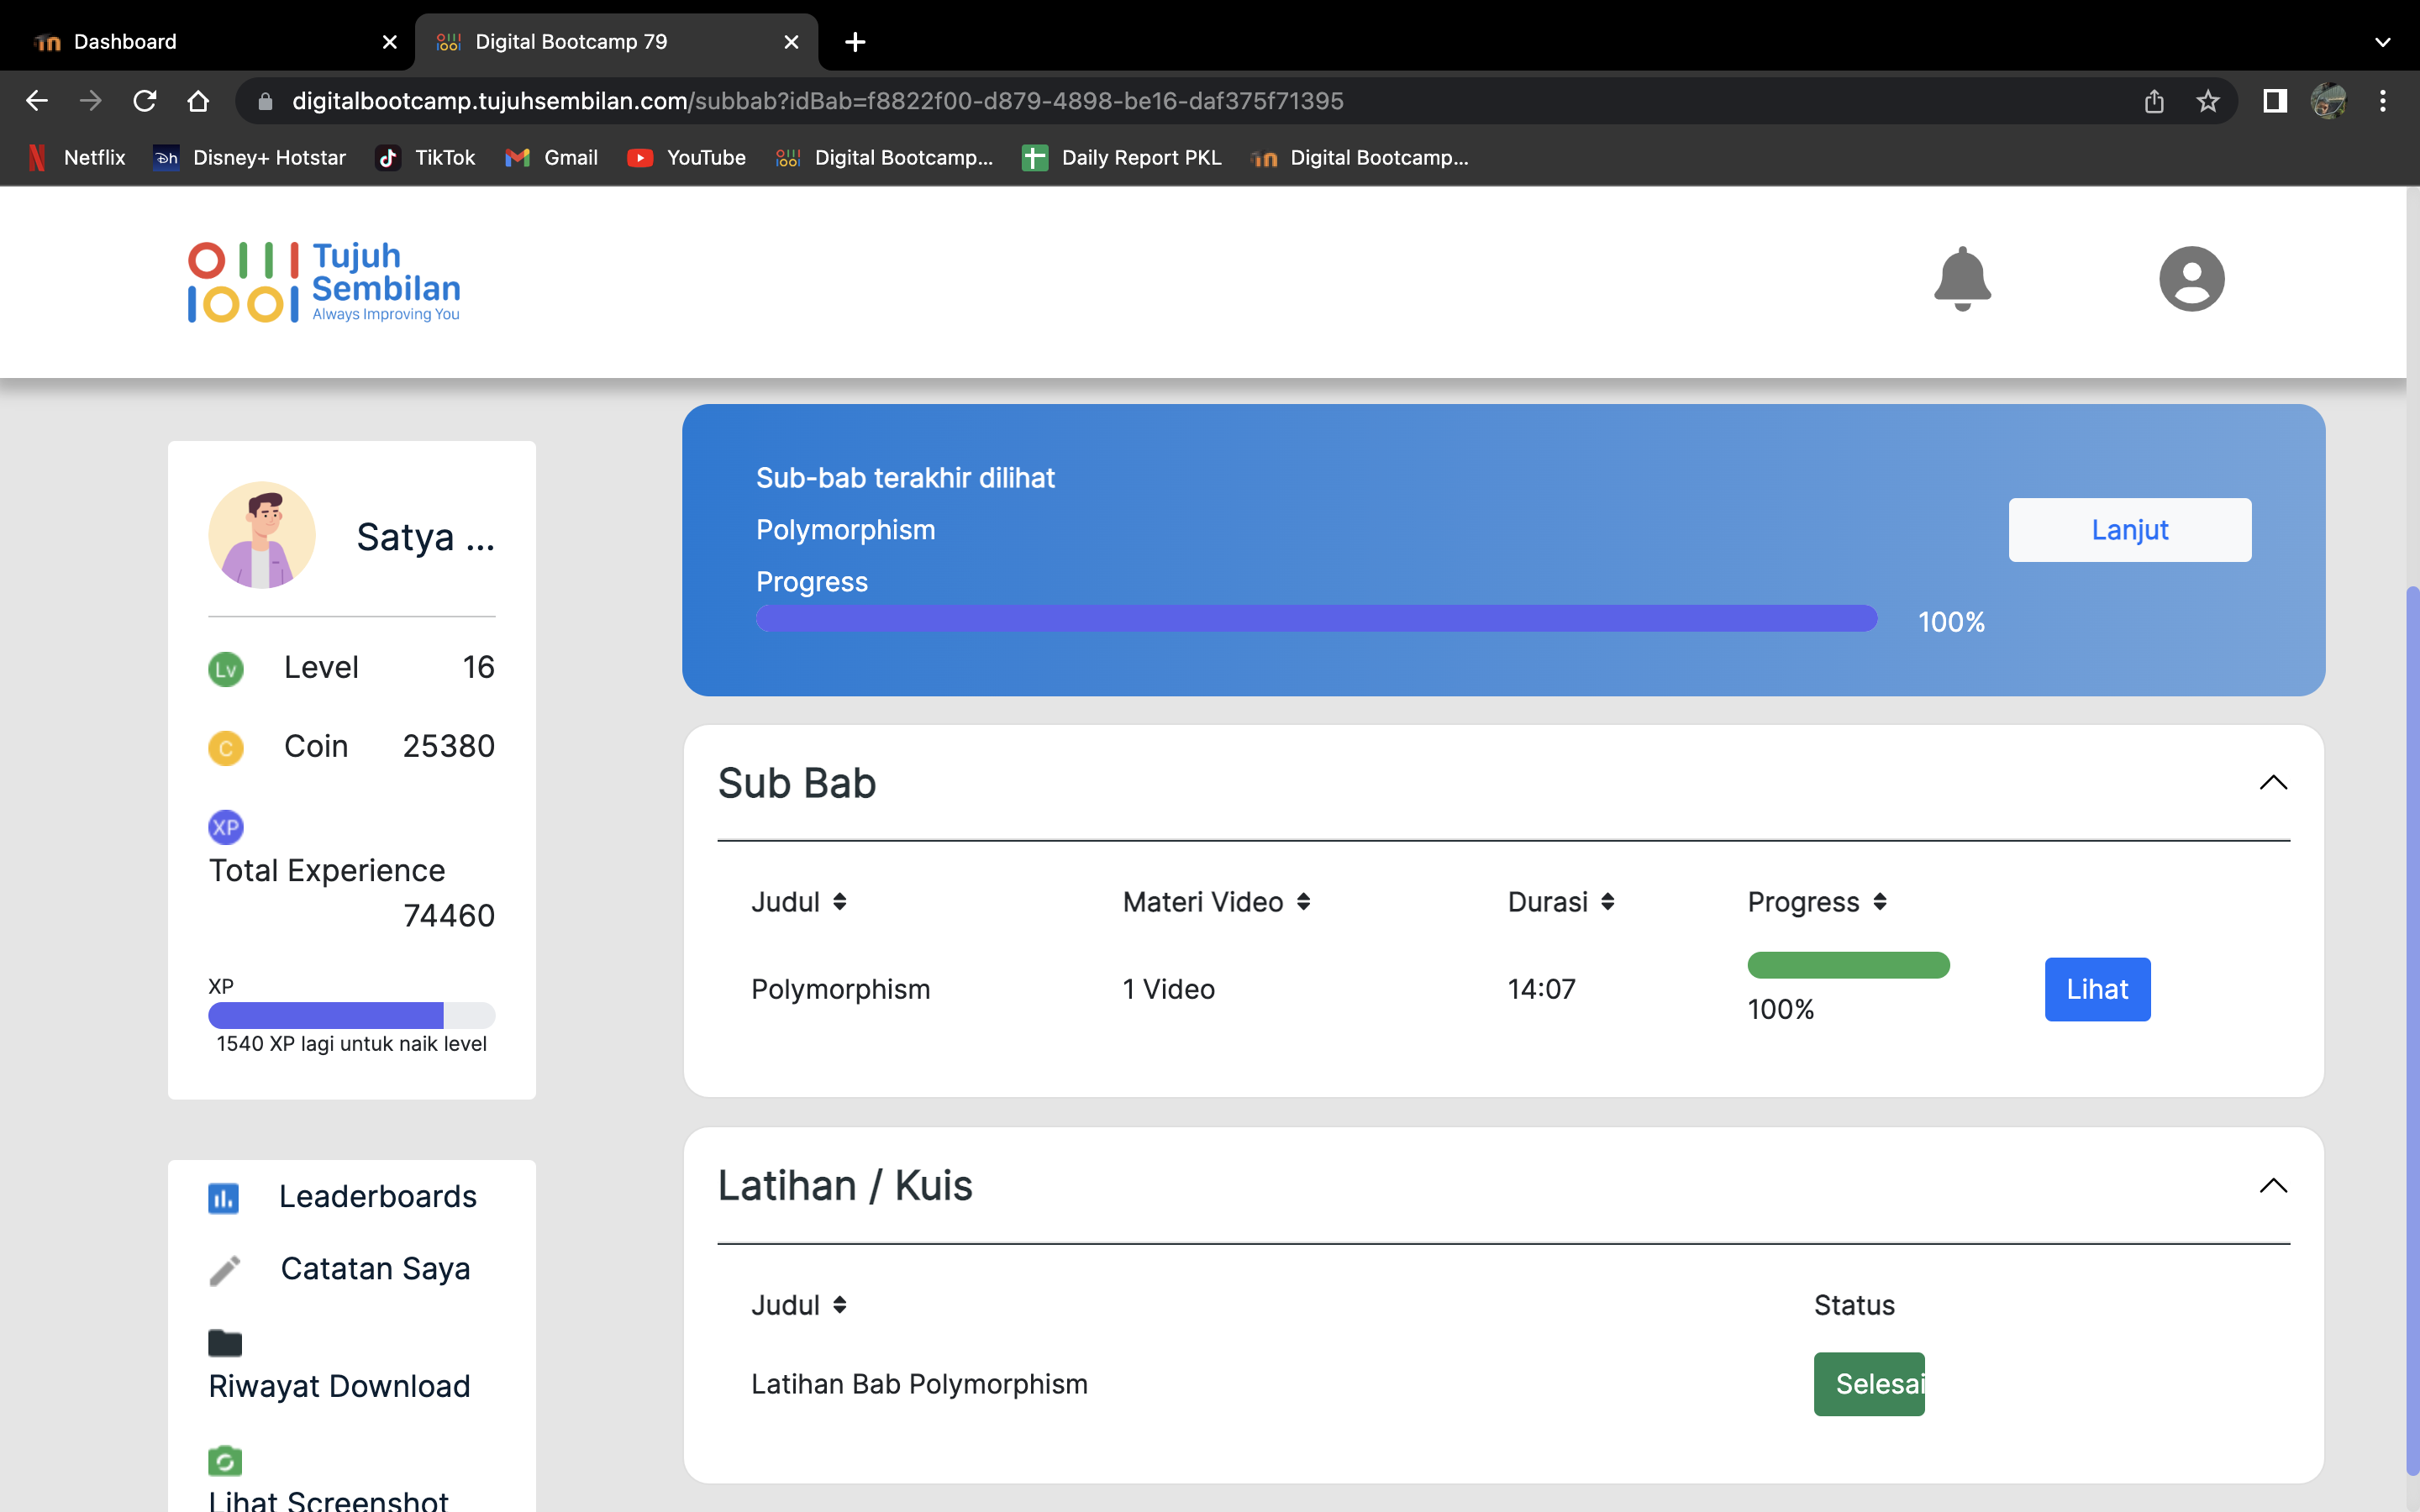 Dashboard
Digital Bootcamp 79
digitalbootcamp.tujuhsembilan.com/subbab?idBab=f8822f00-d879-4898-be16-daf375f71395
Netflix
Disney+ Hotstar
TikTok
Gmail
YouTube
Digital Bootcamp...
Daily Report PKL
Digital Bootcamp...
Tujuh
Sembilan
Always Improving You
Satya ...
Lv Level 16
C Coin 25380
XP
Total Experience
74460
XP
1540 XP lagi untuk naik level
Leaderboards
Catatan Saya
Riwayat Download
Lihat Screenshot
Sub-bab terakhir dilihat
Polymorphism
Progress
100%
Lanjut
Sub Bab
Judul Materi Video Durasi Progress
Polymorphism 1 Video 14:07 100% Lihat
Latihan / Kuis
Judul Status
Latihan Bab Polymorphism Selesai